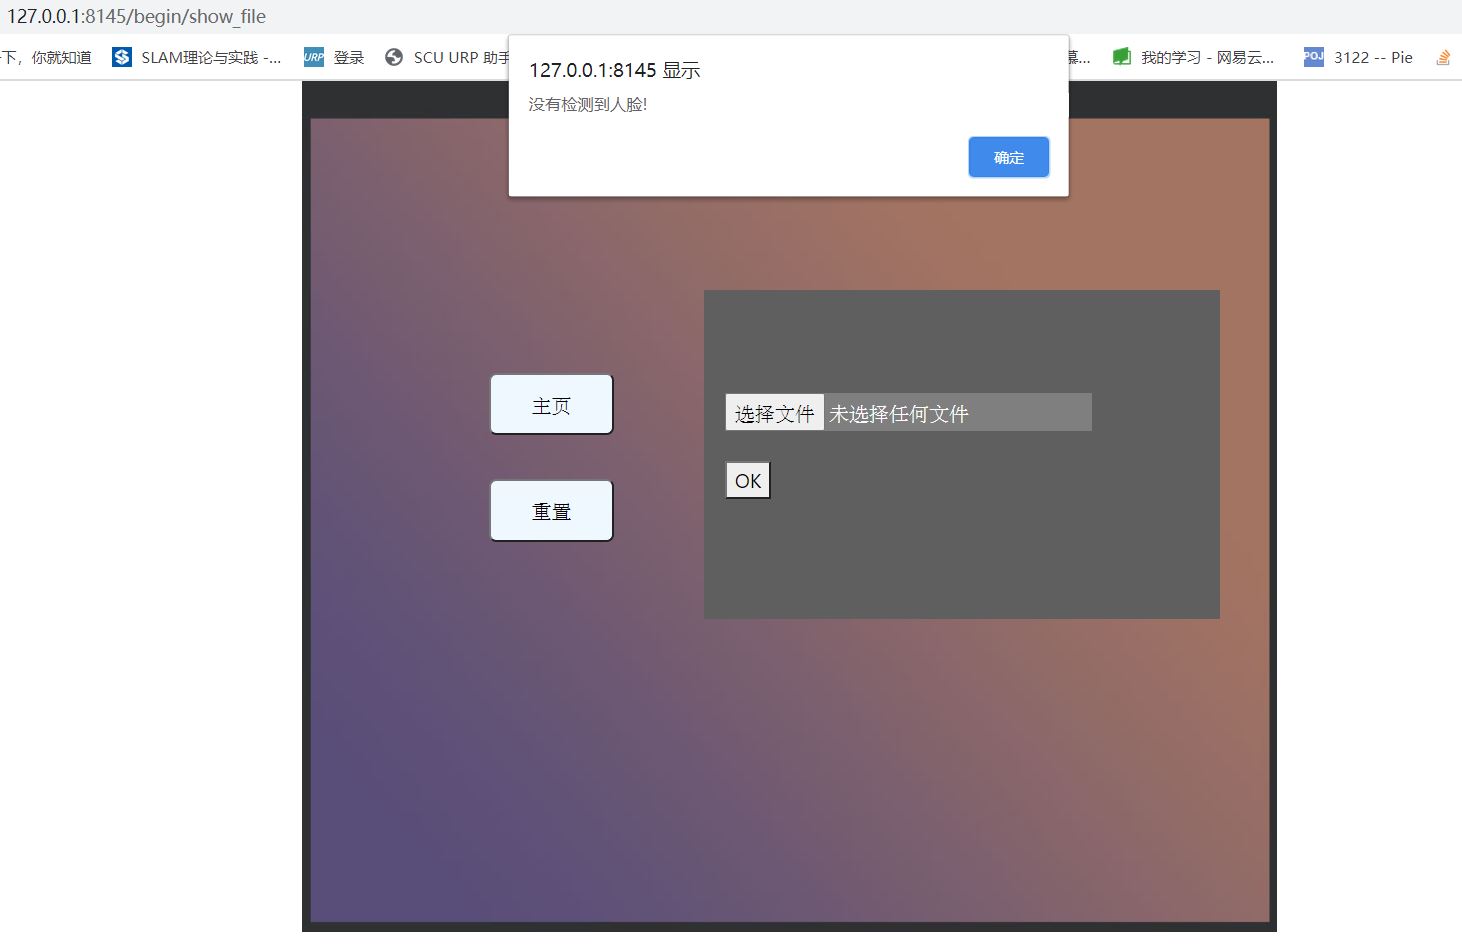 127.0.0.1:8145/begin/show_file
下，你就知道 SLAM理论与实践 -... URP 登录 SCU URP 助手 慕... 我的学习 - 网易云... POJ 3122 -- Pie
127.0.0.1:8145 显示
没有检测到人脸!
确定
主页
选择文件 未选择任何文件
OK
重置